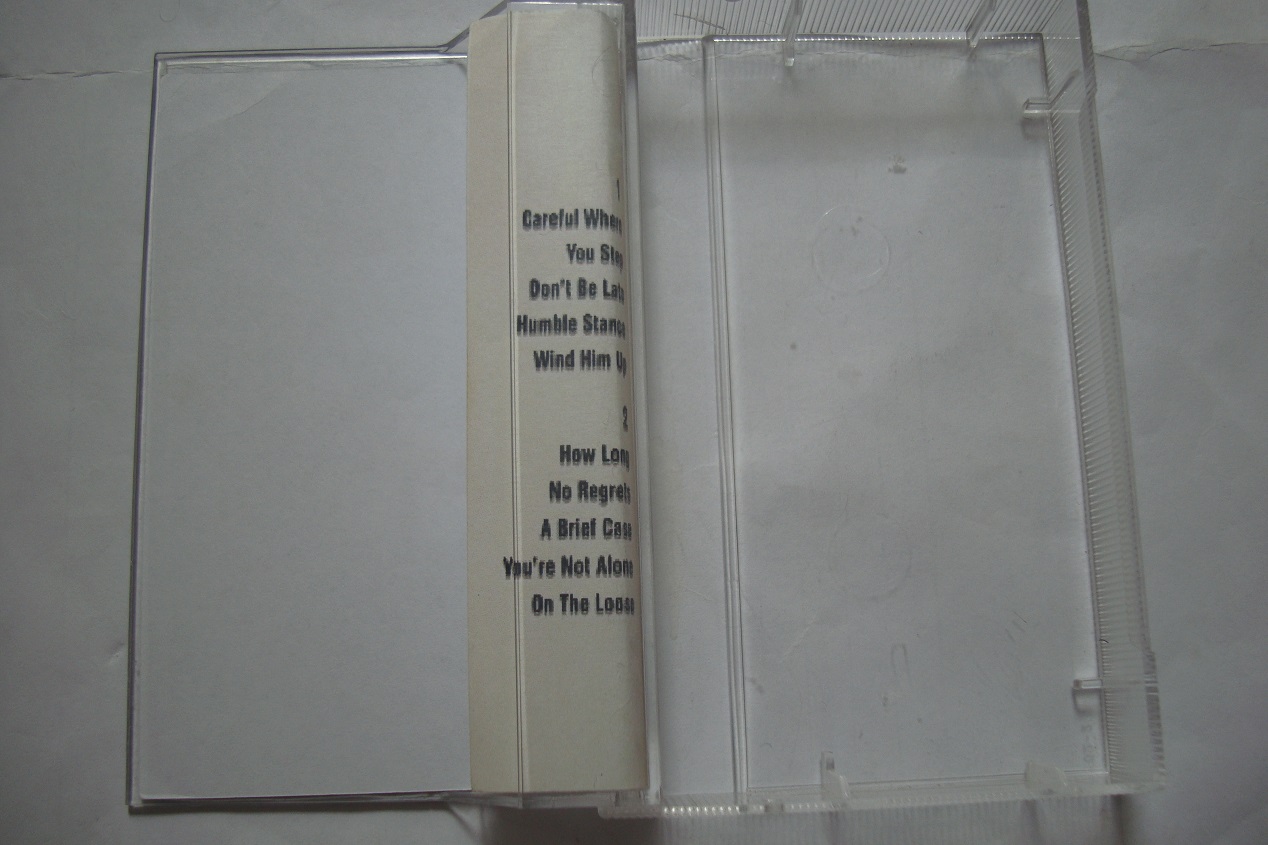 1
Careful Where
You Step
Don't Be Late
Humble Stance
Wind Him Up
2
How Long
No Regrets
A Brief Case
You're Not Alone
On The Loose